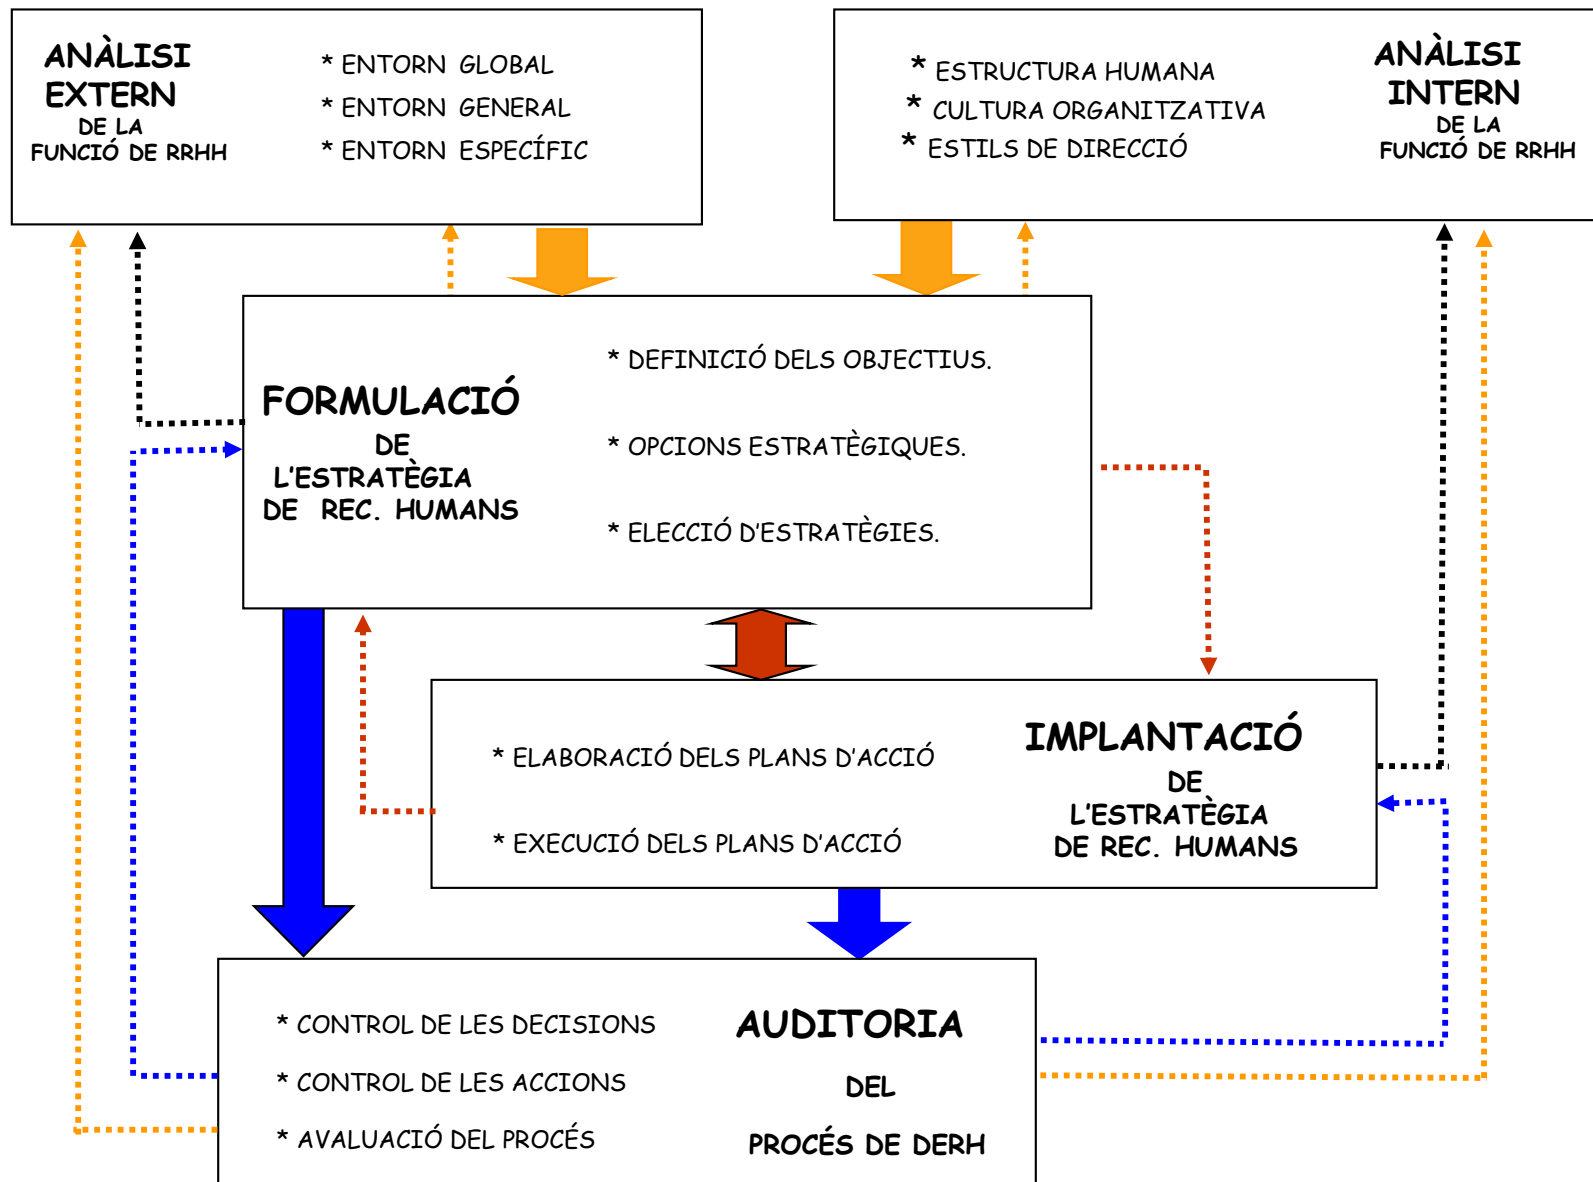 ANÀLISI
EXTERN
DE LA
FUNCIÓ DE RRHH
* ENTORN GLOBAL
* ENTORN GENERAL
* ENTORN ESPECÍFIC
* ESTRUCTURA HUMANA
* CULTURA ORGANITZATIVA
* ESTILS DE DIRECCIÓ
ANÀLISI
INTERN
DE LA
FUNCIÓ DE RRHH
FORMULACIÓ
DE
L'ESTRATÈGIA
DE REC. HUMANS
* DEFINICIÓ DELS OBJECTIUS.
* OPCIONS ESTRATÈGIQUES.
* ELECCIÓ D'ESTRATÈGIES.
* ELABORACIÓ DELS PLANS D'ACCIÓ
* EXECUCIÓ DELS PLANS D'ACCIÓ
IMPLANTACIÓ
DE
L'ESTRATÈGIA
DE REC. HUMANS
* CONTROL DE LES DECISIONS
* CONTROL DE LES ACCIONS
* AVALUACIÓ DEL PROCÉS
AUDITORIA
DEL
PROCÉS DE DERH